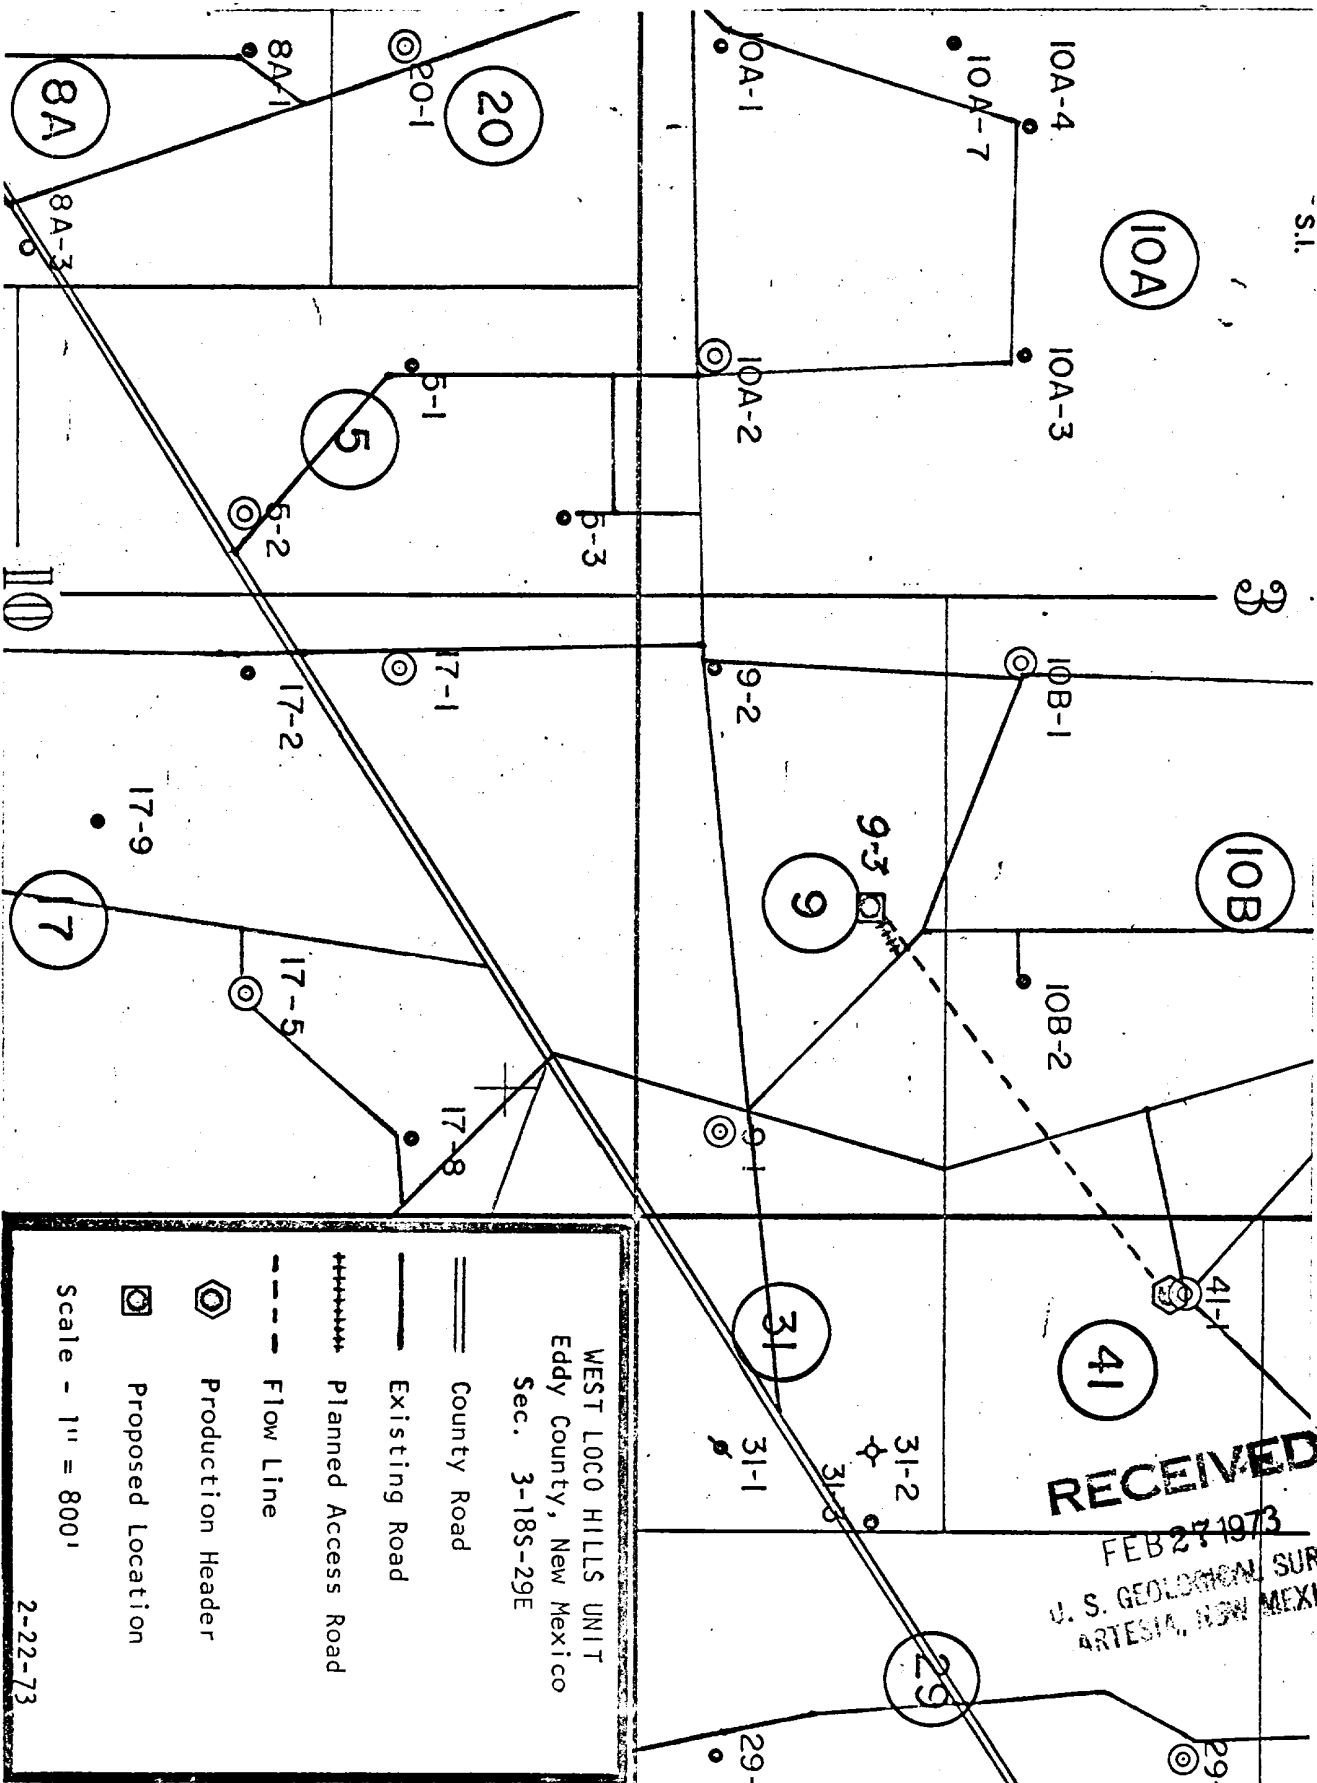 S.I.
10A-4
10A-7
10A-1
10A
10A-3
10A-2
20-1
20
8A-1
8A
8A-3
5-1
5
5-2
5-3
3
10
10B-1
10B
10B-2
9-2
9-3
9
9-1
17-1
17-2
17-9
17
17-5
17-8
41-1
41
31
31-1
31-2
31-3
29
29-
29-
RECEIVED
FEB 27 1973
U. S. GEOLOGICAL SUR
ARTESIA, NEW MEXI
WEST LOCO HILLS UNIT
Eddy County, New Mexico
Sec. 3-18S-29E
County Road
Existing Road
Planned Access Road
Flow Line
Production Header
Proposed Location
Scale - 1" = 800'
2-22-73